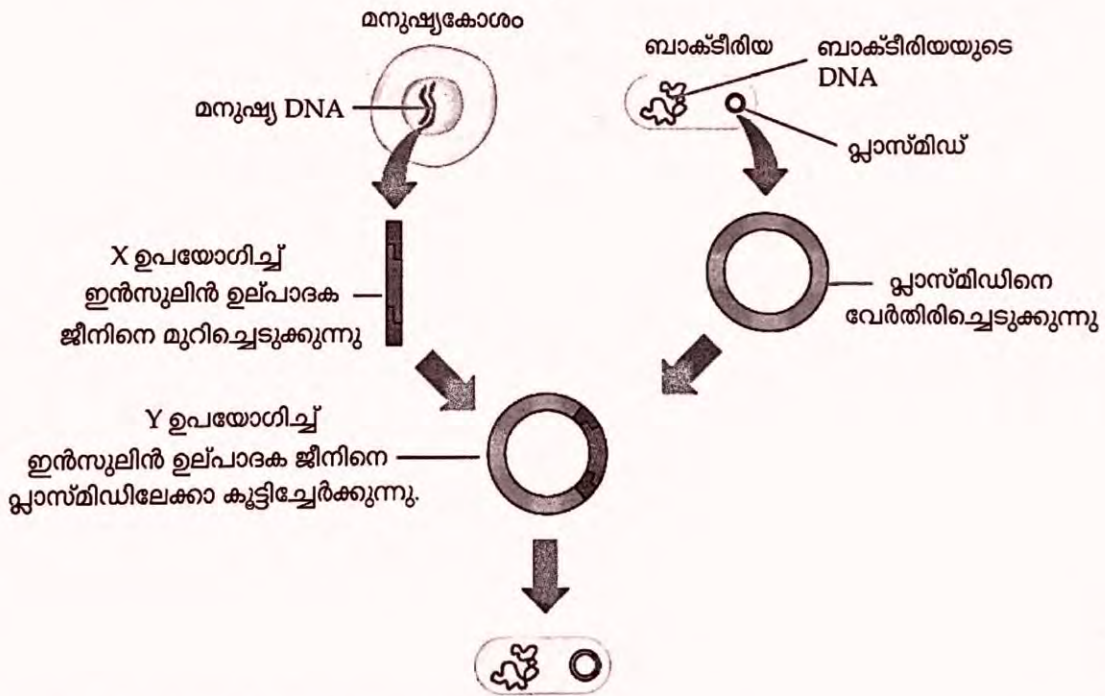 മനുഷ്യകോശം
മനുഷ്യ DNA
ബാക്ടീരിയ
ബാക്ടീരിയയുടെ
DNA
പ്ലാസ്മിഡ്
X ഉപയോഗിച്ച്
ഇൻസുലിൻ ഉല്പാദക
ജീനിനെ മുറിച്ചെടുക്കുന്നു
പ്ലാസ്മിഡിനെ
വേർതിരിച്ചെടുക്കുന്നു
Y ഉപയോഗിച്ച്
ഇൻസുലിൻ ഉല്പാദക ജീനിനെ
പ്ലാസ്മിഡിലേക്കാ കൂട്ടിച്ചേർക്കുന്നു.